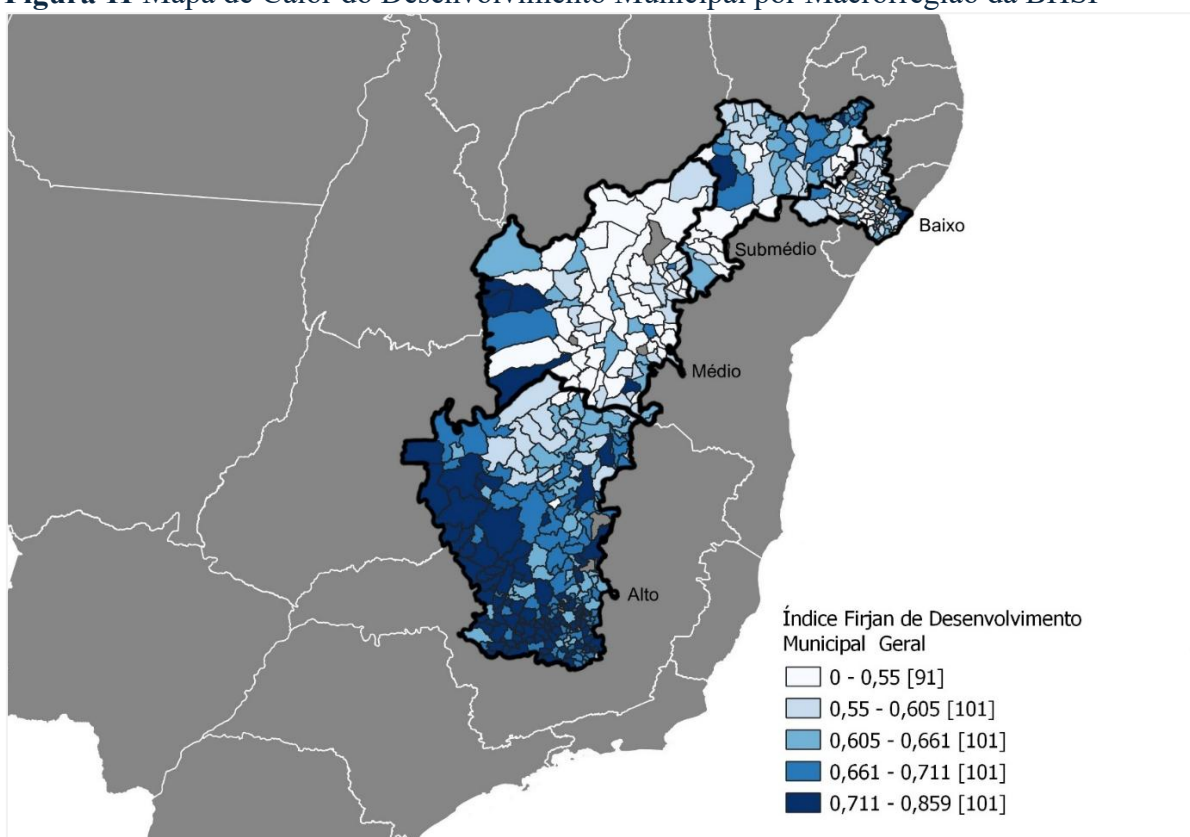 Figura 11 Mapa de Calor do Desenvolvimento Municipal por Macrorregião da BHSF
Baixo
Submédio
Médio
Alto
Índice Firjan de Desenvolvimento
Municipal Geral
0 - 0,55 [91]
0,55 - 0,605 [101]
0,605 - 0,661 [101]
0,661 - 0,711 [101]
0,711 - 0,859 [101]